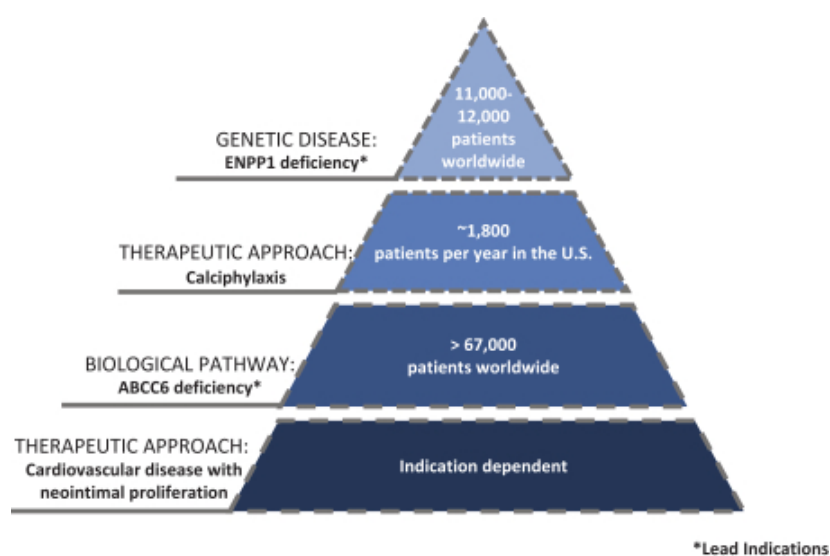 11,000-
12,000
patients
worldwide
GENETIC DISEASE:
ENPP1 deficiency*
~1,800
patients per year in the U.S.
THERAPEUTIC APPROACH:
Calciphylaxis
> 67,000
patients worldwide
BIOLOGICAL PATHWAY:
ABCC6 deficiency*
THERAPEUTIC APPROACH:
Cardiovascular disease with
neointimal proliferation
Indication dependent
*Lead Indications